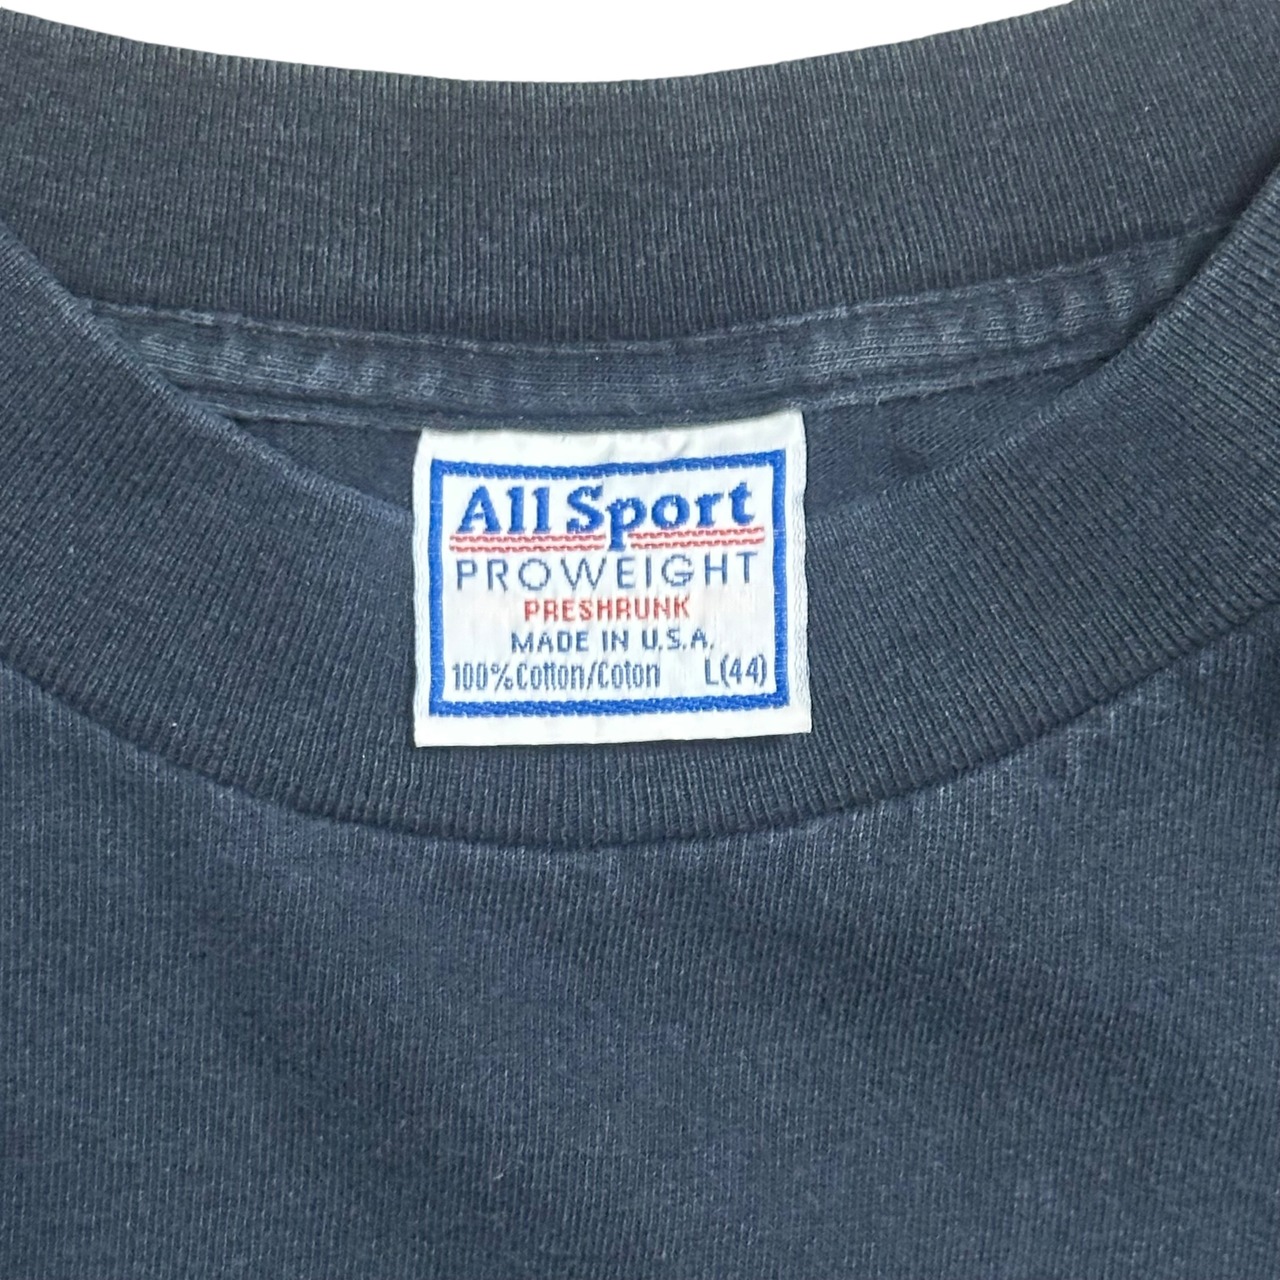 All Sport
PROWEIGHT
PRESHRUNK
MADE IN U.S.A.
100% Cotton/Coton L(44)